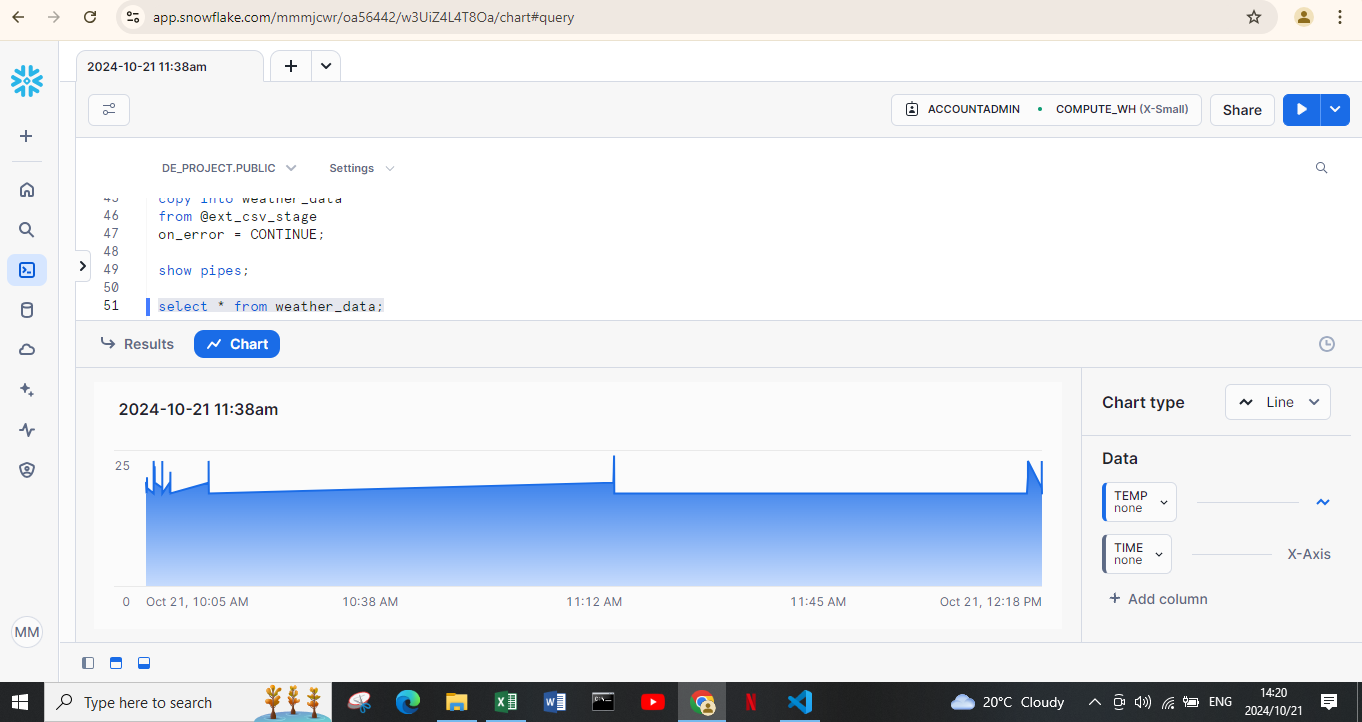 app.snowflake.com/mmmjcwr/oa56442/w3UiZ4L4T8Oa/chart#query
2024-10-21 11:38am
ACCOUNTADMIN
COMPUTE_WH (X-Small)
Share
DE_PROJECT.PUBLIC
Settings
45 copy into weather_data
46 from @ext_csv_stage
47 on_error = CONTINUE;
48
49 show pipes;
50
51 select * from weather_data;
Results
Chart
2024-10-21 11:38am
25
0
Oct 21, 10:05 AM
10:38 AM
11:12 AM
11:45 AM
Oct 21, 12:18 PM
Chart type
Line
Data
TEMP
none
TIME
none
X-Axis
+ Add column
MM
Type here to search
20°C Cloudy
ENG
14:20
2024/10/21